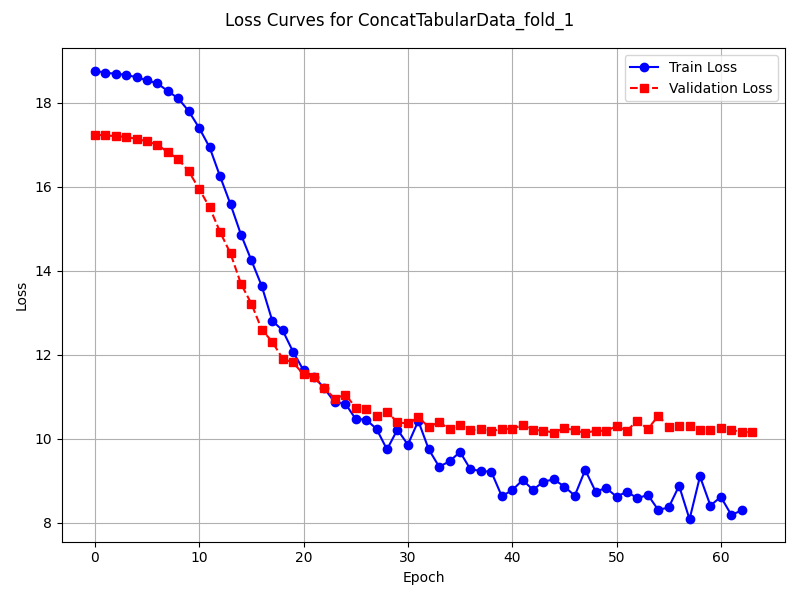 Loss Curves for ConcatTabularData_fold_1
Train Loss
Validation Loss
Loss
18
16
14
12
10
8
0 10 20 30 40 50 60
Epoch